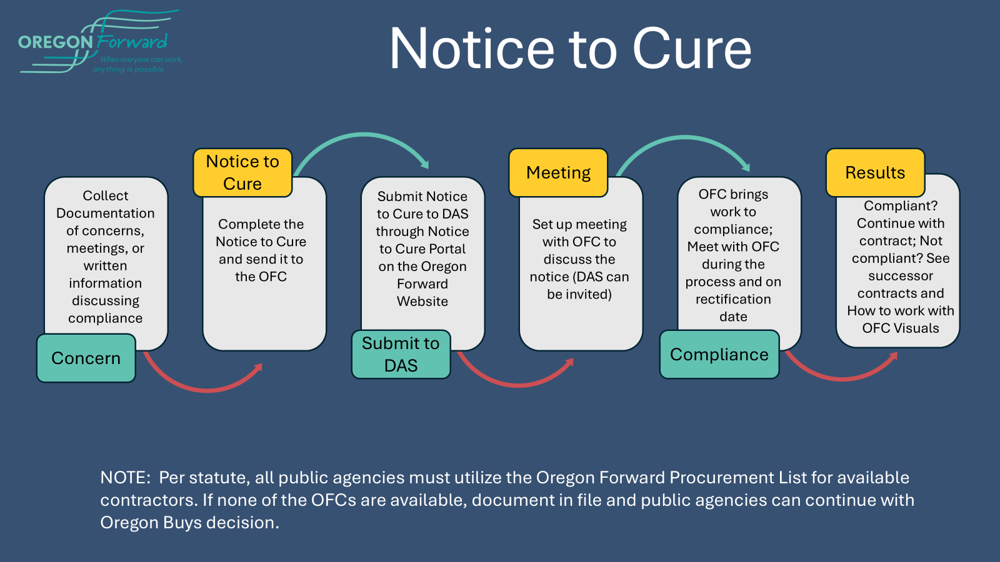 OREGON Forward
When everyone can work,
anything is possible
Notice to Cure
Collect
Documentation
of concerns,
meetings, or
written
information
discussing
compliance
Concern
Notice to
Cure
Complete the
Notice to Cure
and send it to
the OFC
Submit Notice
to Cure to DAS
through Notice
to Cure Portal
on the Oregon
Forward
Website
Submit to
DAS
Meeting
Set up meeting
with OFC to
discuss the
notice (DAS can
be invited)
OFC brings
work to
compliance;
Meet with OFC
during the
process and on
rectification
date
Compliance
Results
Compliant?
Continue with
contract; Not
compliant? See
successor
contracts and
How to work with
OFC Visuals
NOTE:  Per statute, all public agencies must utilize the Oregon Forward Procurement List for available
contractors. If none of the OFCs are available, document in file and public agencies can continue with
Oregon Buys decision.